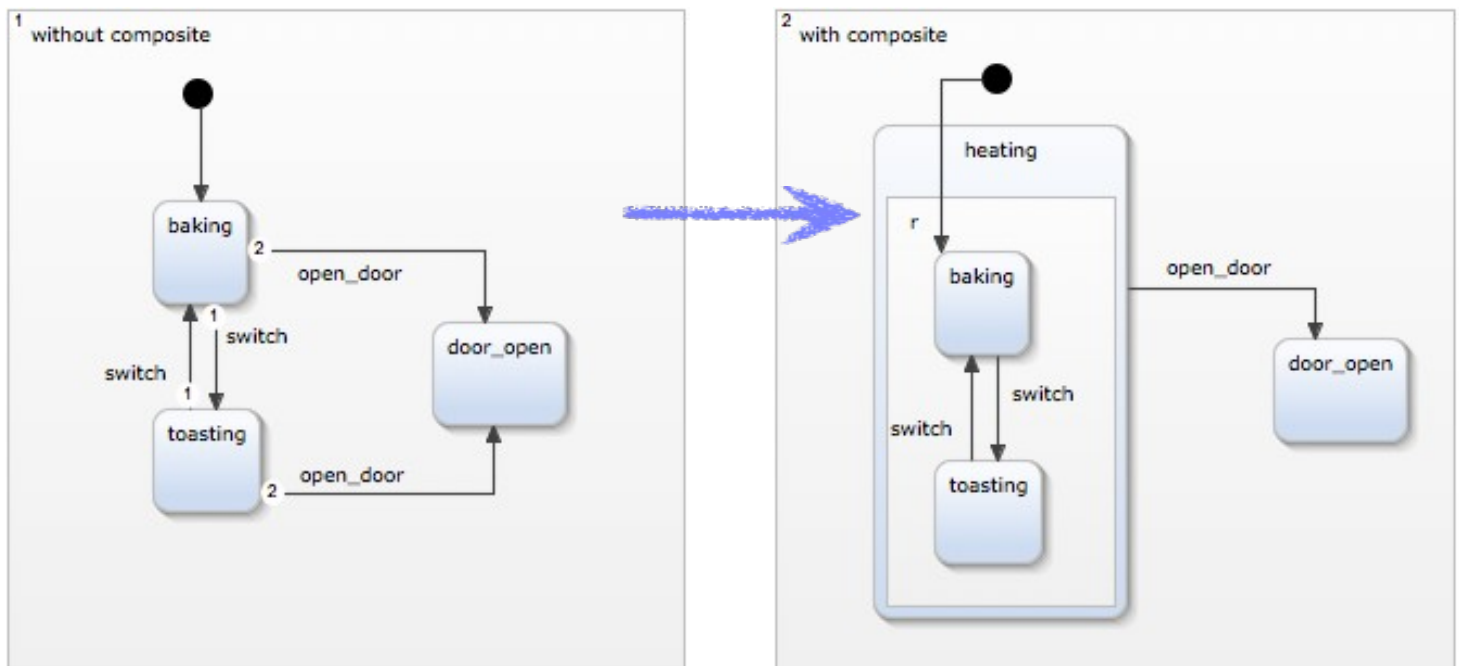 1
without composite
baking
2
open_door
1
switch
switch
1
door_open
toasting
open_door
2
2
with composite
heating
r
baking
open_door
door_open
switch
switch
toasting